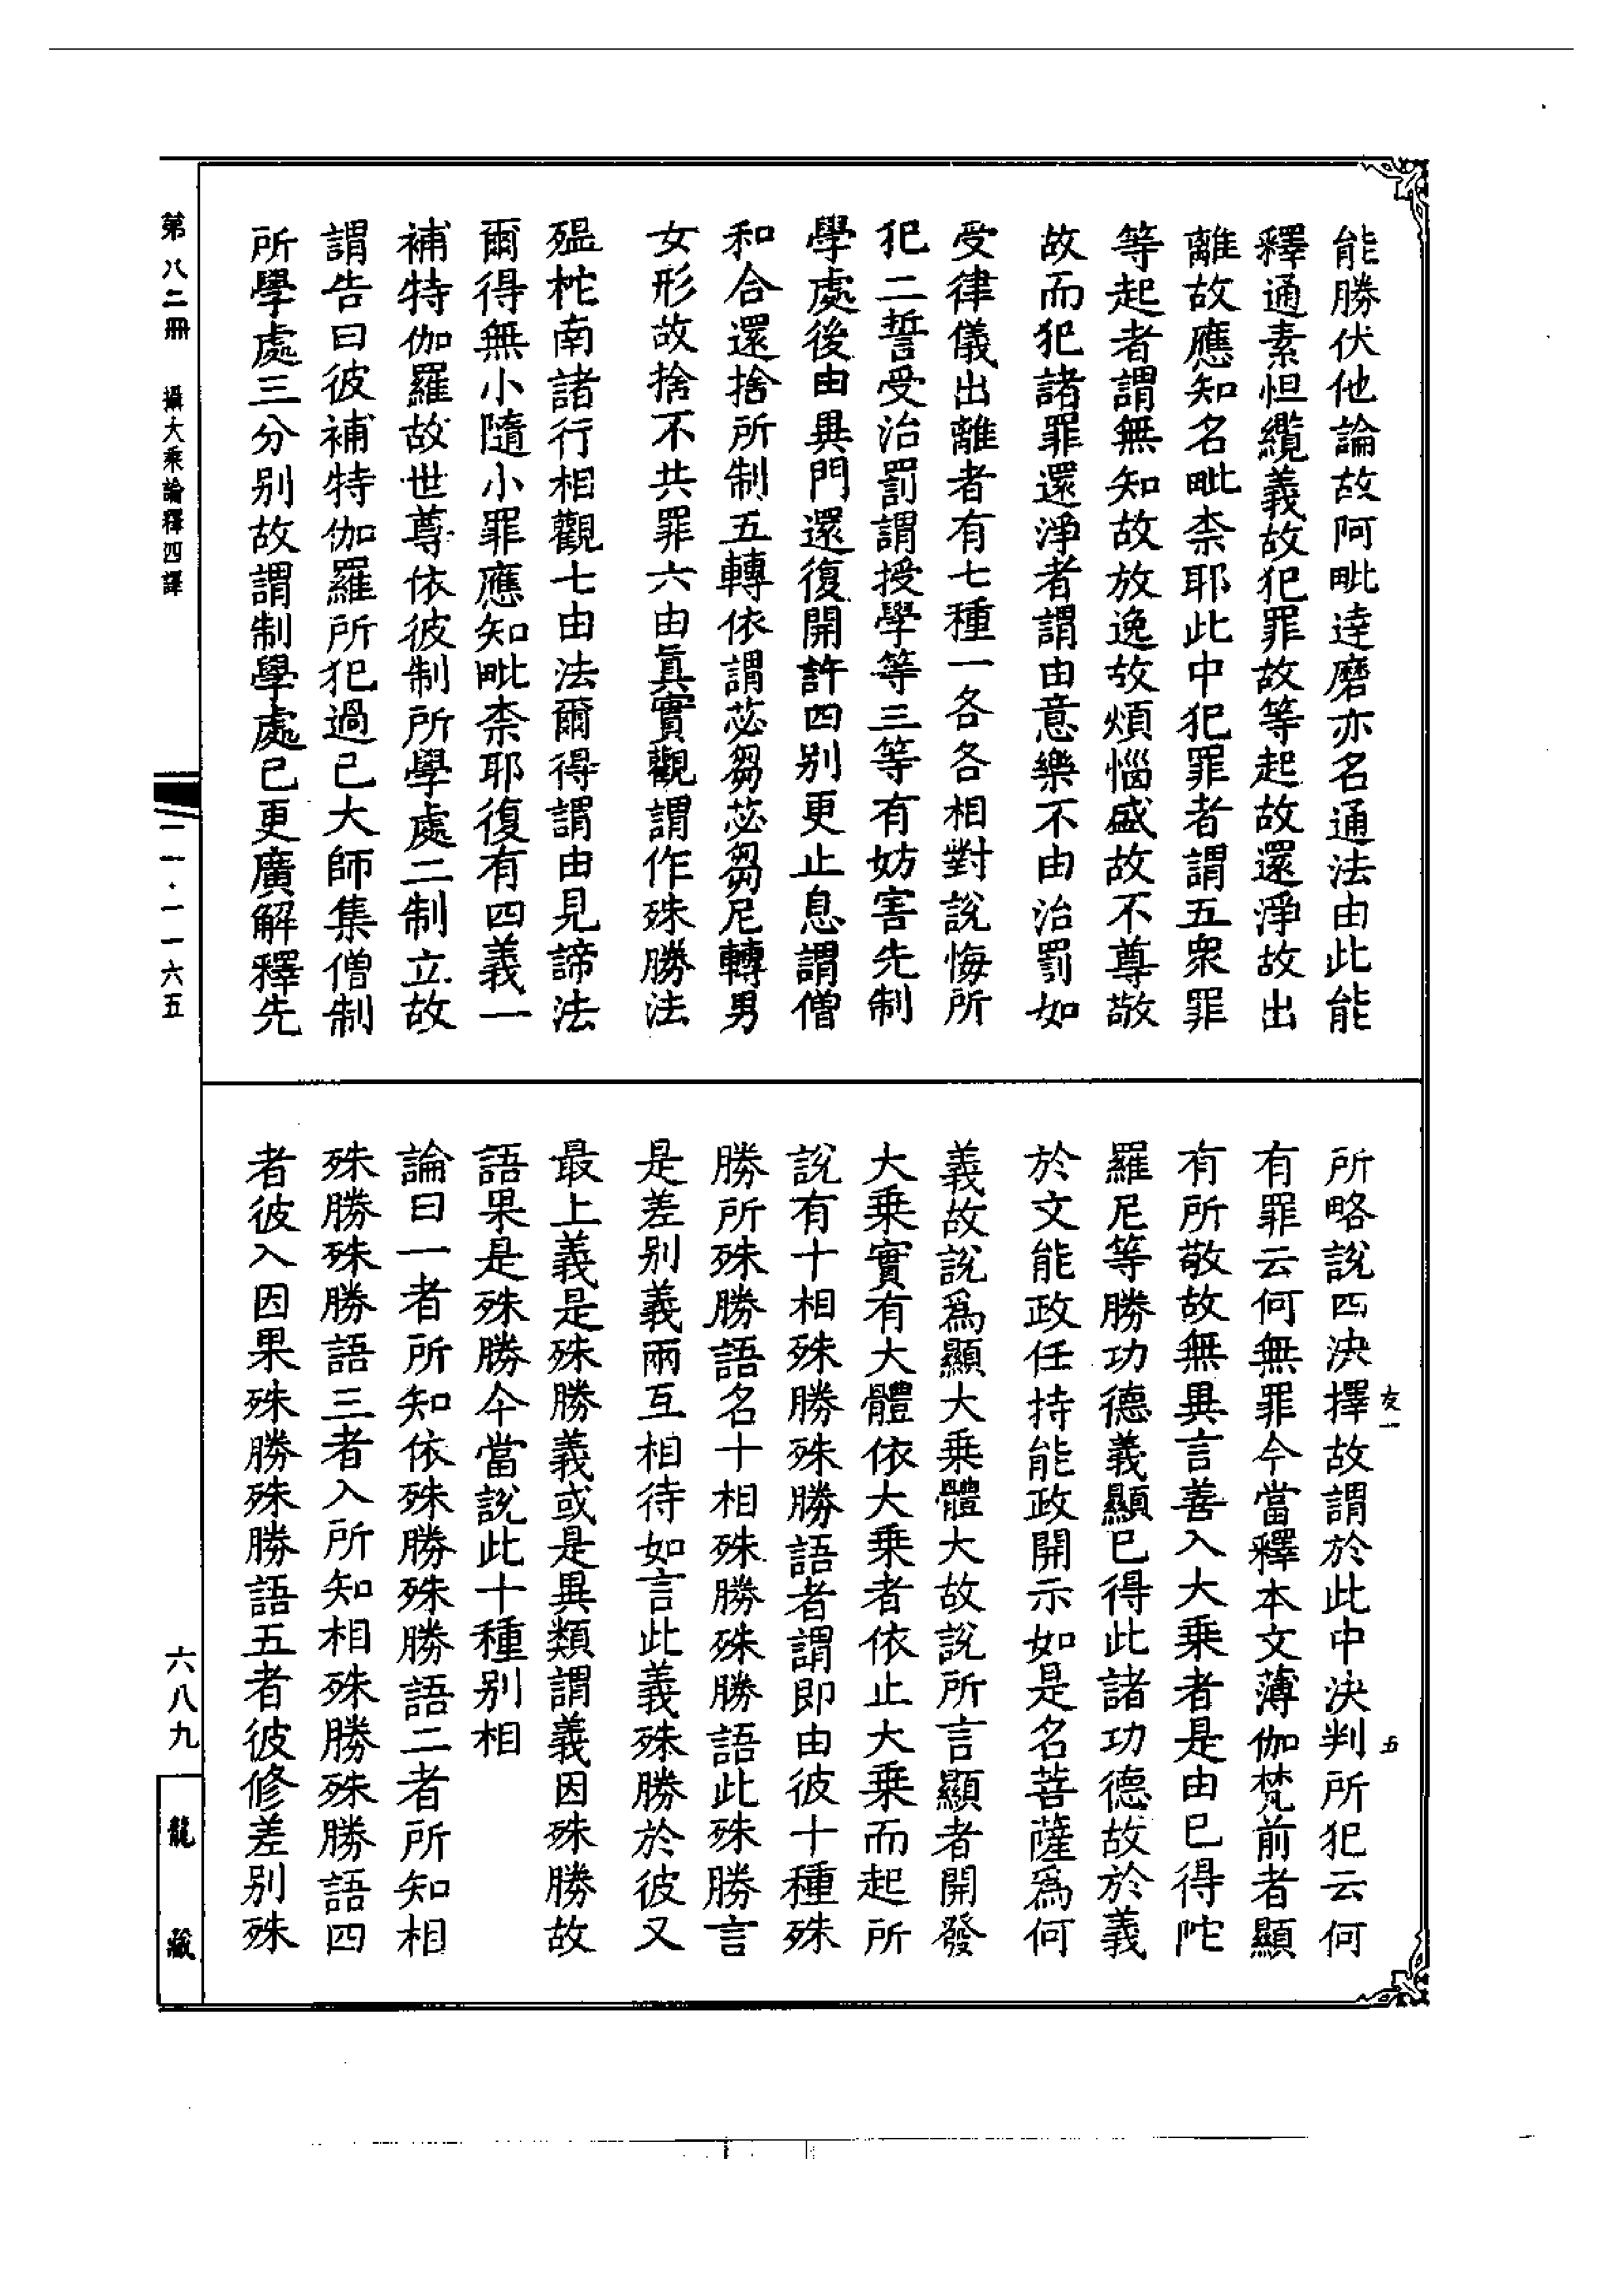 能勝伏他論故阿毗達磨亦名通法由此能
釋通素怛纜義故犯罪故等起故還淨故出
離故應知名毗柰耶此中犯罪者謂五衆罪
等起者謂無知故放逸故煩惱盛故不尊敬
故而犯諸罪還淨者謂由意樂不由治罰如
受律儀出離者有七種一各各相對說悔所
犯二誓受治罰謂授學等三等有妨害先制
學處後由異門還復開許四別更止息謂僧
和合還捨所制五轉依謂苾芻苾芻尼轉男
女形故捨不共罪六由眞實觀謂作殊勝法
殟柁南諸行相觀七由法爾得謂由見諦法
爾得無小隨小罪應知毗柰耶復有四義一
補特伽羅故世尊依彼制所學處二制立故
謂告曰彼補特伽羅所犯過已大師集僧制
所學處三分別故謂制學處已更廣解釋先
所略說四決擇故謂於此中決判所犯云何
有罪云何無罪今當釋本文薄伽梵前者顯
有所敬故無異言善入大乘者是由已得陀
羅尼等勝功德義顯已得此諸功德故於義
於文能政任持能政開示如是名菩薩爲何
義故說爲顯大乘體大故說所言顯者開發
大乘實有大體依大乘者依止大乘而起所
說有十相殊勝殊勝語者謂即由彼十種殊
勝所殊勝語名十相殊勝殊勝語此殊勝言
是差別義兩互相待如言此義殊勝於彼又
最上義是殊勝義或是異類謂義因殊勝故
語果是殊勝今當說此十種別相
論曰一者所知依殊勝殊勝語二者所知相
殊勝殊勝語三者入所知相殊勝殊勝語四
者彼入因果殊勝殊勝語五者彼修差別殊
友一
五
第八二冊 攝大乘論釋四譯
二一·一一六五
六八九
龍藏